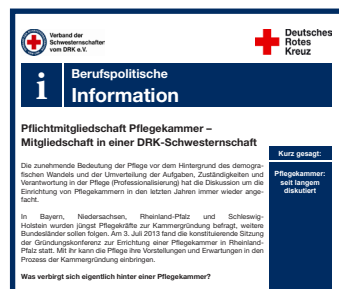 Verband der
Schwesternschaften
vom DRK e.V.
Deutsches
Rotes
Kreuz
i
Berufspolitische
Information
Pflichtmitgliedschaft Pflegekammer –
Mitgliedschaft in einer DRK-Schwesternschaft
Kurz gesagt:
Die zunehmende Bedeutung der Pflege vor dem Hintergrund des demogra-
fischen Wandels und der Umverteilung der Aufgaben, Zuständigkeiten und
Verantwortung in der Pflege (Professionalisierung) hat die Diskussion um die
Einrichtung von Pflegekammern in den letzten Jahren immer wieder ange-
facht.
Pflegekammer:
seit langem
diskutiert
In Bayern, Niedersachsen, Rheinland-Pfalz und Schleswig-
Holstein wurden jüngst Pflegekräfte zur Kammergründung befragt, weitere
Bundesländer sollen folgen. Am 3. Juli 2013 fand die konstituierende Sitzung
der Gründungskonferenz zur Errichtung einer Pflegekammer in Rheinland-
Pfalz statt. Mit ihr kann die Pflege ihre Vorstellungen und Erwartungen in den
Prozess der Kammergründung einbringen.
Was verbirgt sich eigentlich hinter einer Pflegekammer?